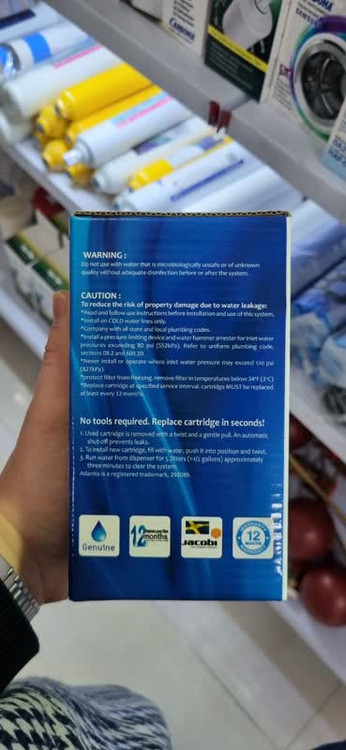 WARNING :
Do not use with water that is microbiologically unsafe or of unknown
quality without adequate disinfection before or after the system.
CAUTION :
To reduce the risk of property damage due to water leakage:
*Read and follow use instructions before installation and use of this system.
*Install on COLD water lines only.
*Company with all stone and local plumbing codes.
*Install a pressure limiting device and water hammer arrester for inlet water
pressures exceeding 80 psi (552kPa). Refer to uniform plumbing code,
sections 08.2 and 609.10
*Never install or operate where inlet water pressure may exceed 120 psi
(827kPa).
*protect filter from freezing, remove filter in temperatures below 34°F (1°C)
*Replace cartridge at specified service interval, cartridge MUST be replaced
at least every 12 months.
No tools required. Replace cartridge in seconds!
1. Used cartridge is removed with a twist and a gentle pull. An automatic
shut off prevents leaks.
2. To install new cartridge, fill with water, push it into position and twist.
3. Run water from dispenser for 5.7liters (1-1/2 gallons) approximately
three minutes to clear the system.
Atlantis is a registered trademark, 293089.
Genuine
12 months
Jacobi
12
MONTHS